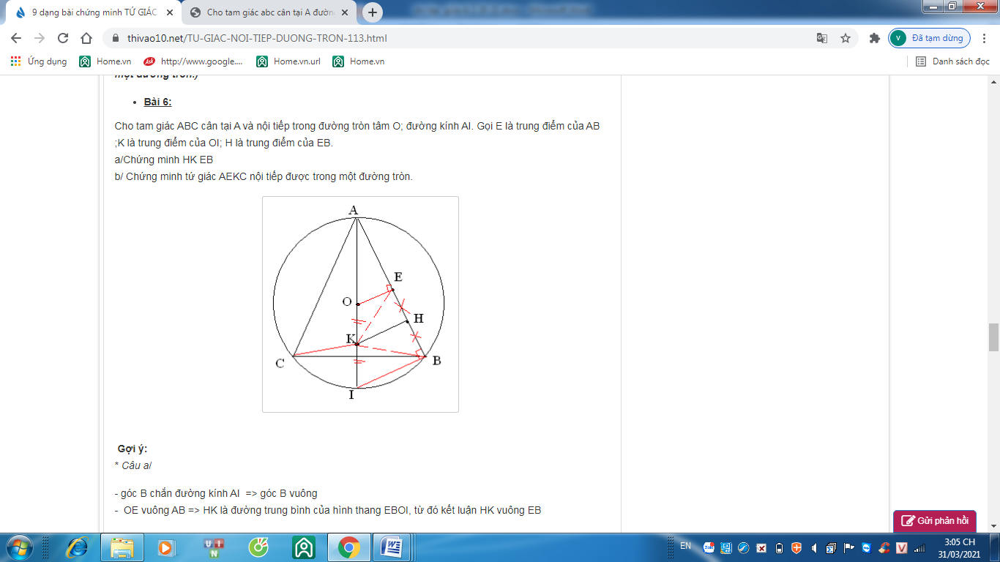 9 dạng bài chứng minh TỨ GIÁC
Cho tam giác abc cân tại A đườn
thivao10.net/TU-GIAC-NOI-TIEP-DUONG-TRON-113.html
V
Đã tạm dừng
Ứng dụng
Home.vn
Ask
http://www.google....
Home.vn.url
Home.vn
Danh sách đọc
một đường tròn.)
• Bài 6:
Cho tam giác ABC cân tại A và nội tiếp trong đường tròn tâm O; đường kính AI. Gọi E là trung điểm của AB
;K là trung điểm của OI; H là trung điểm của EB.
a/Chứng minh HK EB
b/ Chứng minh tứ giác AEKC nội tiếp được trong một đường tròn.
A
E
O
H
K
C
B
I
Gợi ý:
* Câu a/
- góc B chắn đường kính AI => góc B vuông
- OE vuông AB => HK là đường trung bình của hình thang EBOI, từ đó kết luận HK vuông EB
Gửi phản hồi
EN
Zalo
V
3:05 CH
31/03/2021